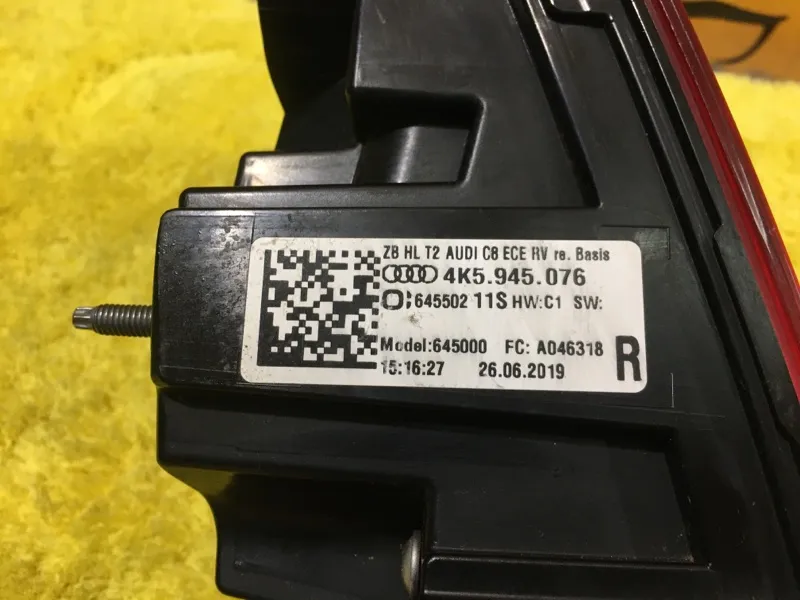 ZB HL T2 AUDI C8 ECE RV re. Basis
4K5.945.076
645502 11S HW:C1 SW:
Model:645000 FC: A046318
15:16:27 26.06.2019 R